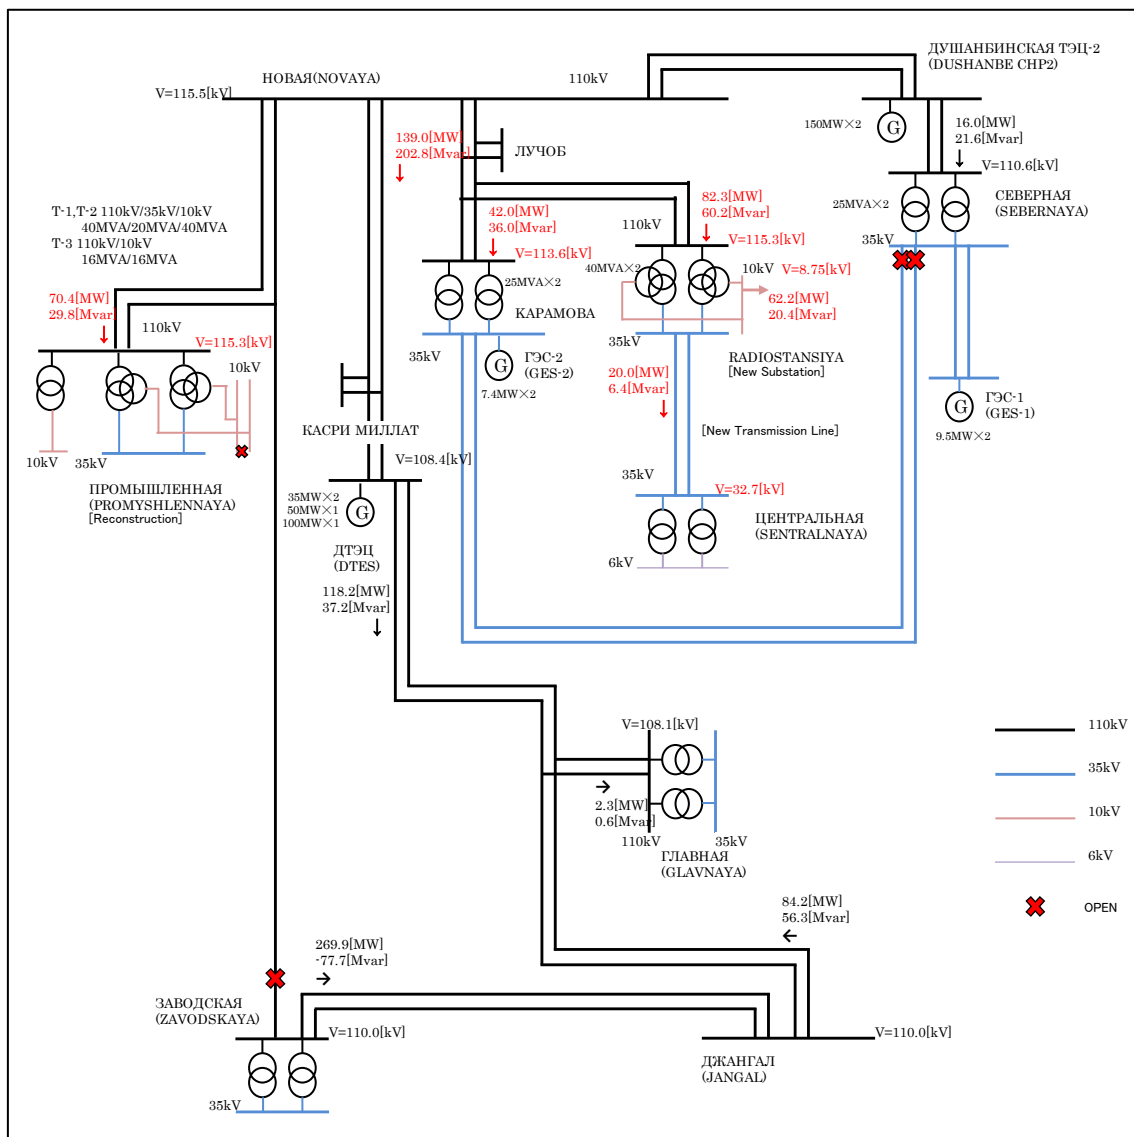 ДУШАНБИНСКАЯ ТЭЦ-2
(DUSHANBE CHP2)
НОВАЯ(NOVAYA)
110kV
V=115.5[kV]
150MW×2
G
16.0[MW]
21.6[Mvar]
139.0[MW]
202.8[Mvar]
ЛУЧОБ
V=110.6[kV]
СЕВЕРНАЯ
(SEBERNAYA)
25MVA×2
35kV
T-1,T-2 110kV/35kV/10kV
40MVA/20MVA/40MVA
T-3 110kV/10kV
16MVA/16MVA
82.3[MW]
60.2[Mvar]
42.0[MW]
36.0[Mvar]
110kV
V=115.3[kV]
V=113.6[kV]
40MVA×2
10kV
V=8.75[kV]
25MVA×2
62.2[MW]
20.4[Mvar]
КАРАМОВА
70.4[MW]
29.8[Mvar]
110kV
V=115.3[kV]
10kV
35kV
G
ГЭС-2
(GES-2)
7.4MW×2
35kV
RADIOSTANSIYA
[New Substation]
20.0[MW]
6.4[Mvar]
G
ГЭС-1
(GES-1)
9.5MW×2
[New Transmission Line]
КАСРИ МИЛЛАТ
10kV
35kV
V=108.4[kV]
35kV
V=32.7[kV]
ПРОМЫШЛЕННАЯ
(PROMYSHLENNAYA)
[Reconstruction]
35MW×2
50MW×1
100MW×1
G
ЦЕНТРАЛЬНАЯ
(SENTRALNAYA)
ДТЭЦ
(DTES)
6kV
118.2[MW]
37.2[Mvar]
V=108.1[kV]
110kV
35kV
10kV
6kV
OPEN
2.3[MW]
0.6[Mvar]
110kV
35kV
ГЛАВНАЯ
(GLAVNAYA)
84.2[MW]
56.3[Mvar]
269.9[MW]
-77.7[Mvar]
ЗАВОДСКАЯ
(ZAVODSKAYA)
V=110.0[kV]
V=110.0[kV]
ДЖАНГАЛ
(JANGAL)
35kV